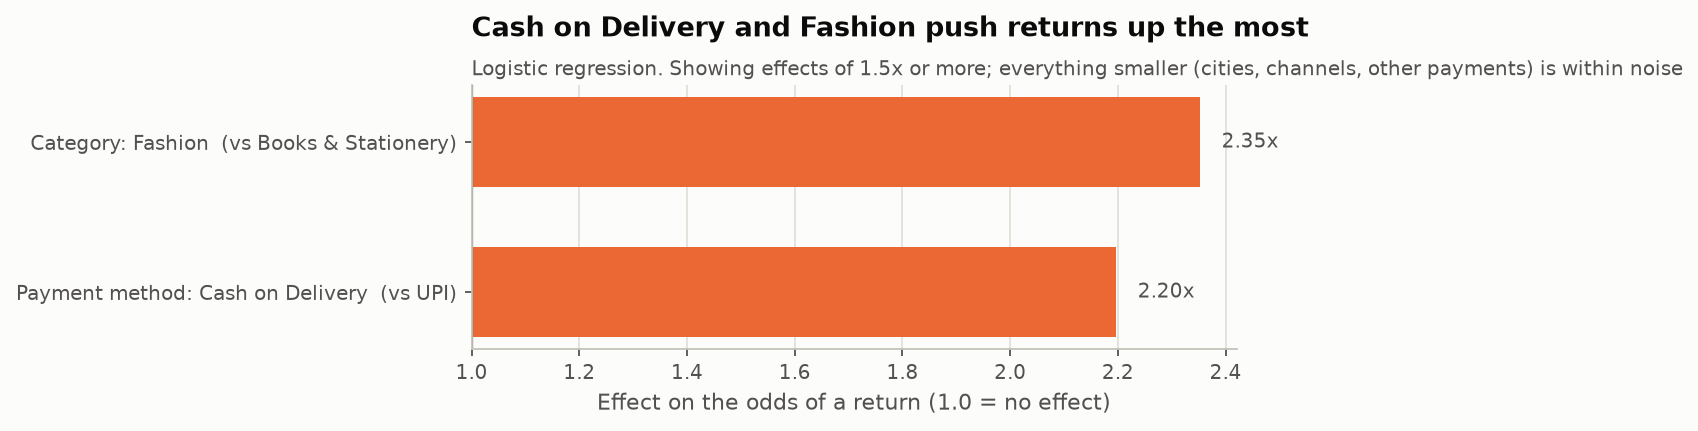 Cash on Delivery and Fashion push returns up the most
Logistic regression. Showing effects of 1.5x or more; everything smaller (cities, channels, other payments) is within noise
Category: Fashion  (vs Books & Stationery)
2.35x
Payment method: Cash on Delivery  (vs UPI)
2.20x
1.0 1.2 1.4 1.6 1.8 2.0 2.2 2.4
Effect on the odds of a return (1.0 = no effect)